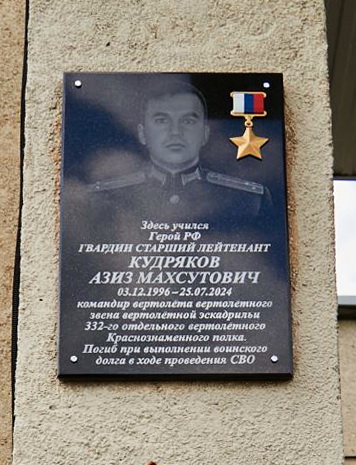 Здесь учился
Герой РФ
ГВАРДИИ СТАРШИЙ ЛЕЙТЕНАНТ
КУДРЯКОВ
АЗИЗ МАХСУТОВИЧ
03.12.1996 – 25.07.2024
командир вертолёта вертолётного
звена вертолётной эскадрильи
332-го отдельного вертолётного
Краснознаменного полка.
Погиб при выполнении воинского
долга в ходе проведения СВО